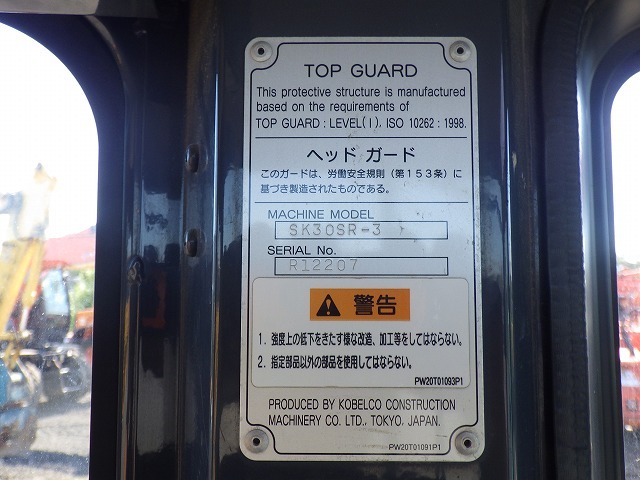 TOP GUARD
This protective structure is manufactured
based on the requirements of
TOP GUARD : LEVEL(I). ISO 10262 : 1998.
ヘッド ガード
このガードは、労働安全規則（第１５３条）に
基づき製造されたものである。
MACHINE MODEL
SK30SR-3
SERIAL No.
R12207
警告
1. 強度上の低下をきたす様な改造、加工等をしてはならない。
2. 指定部品以外の部品を使用してはならない。
PW20T01093P1
PRODUCED BY KOBELCO CONSTRUCTION
MACHINERY CO. LTD., TOKYO, JAPAN.
PW20T01091P1